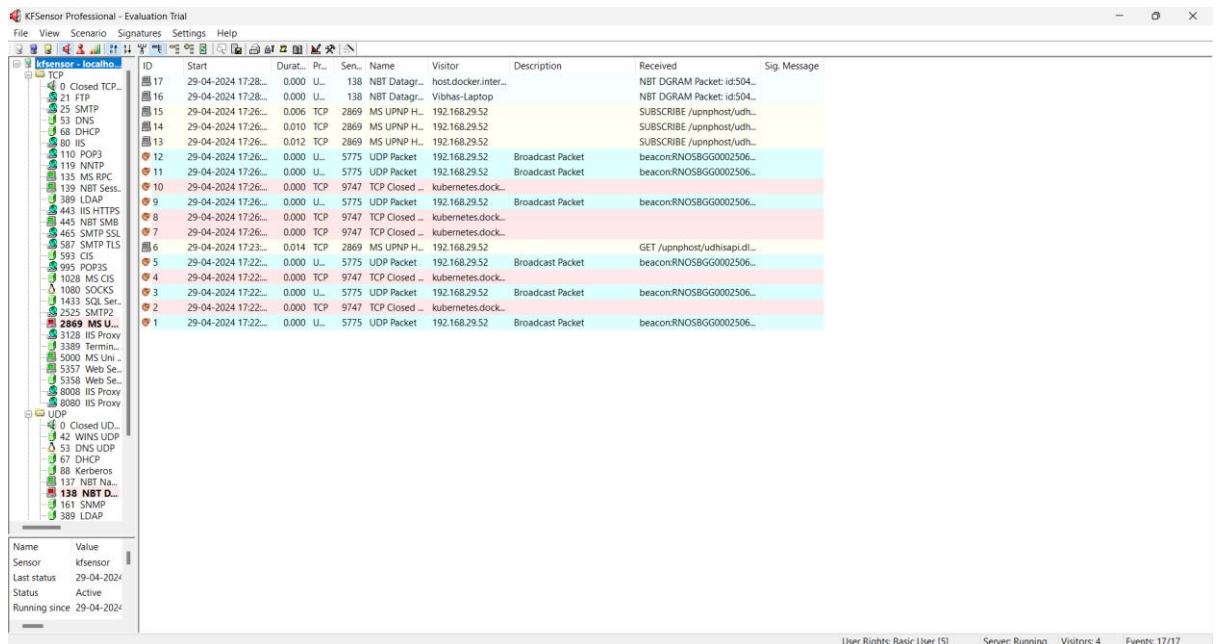 KFSensor Professional - Evaluation Trial
File View Scenario Signatures Settings Help
kfsensor - localho...
TCP
0 Closed TCP...
21 FTP
25 SMTP
53 DNS
68 DHCP
80 IIS
110 POP3
119 NNTP
135 MS RPC
139 NBT Sess...
389 LDAP
443 IIS HTTPS
445 NBT SMB
465 SMTP SSL
587 SMTP TLS
593 CIS
995 POP3S
1028 MS CIS
1080 SOCKS
1433 SQL Ser...
2525 SMTP2
2869 MS U...
3128 IIS Proxy
3389 Termin...
5000 MS Uni ...
5357 Web Se...
5358 Web Se...
8008 IIS Proxy
8080 IIS Proxy
UDP
0 Closed UD...
42 WINS UDP
53 DNS UDP
67 DHCP
88 Kerberos
137 NBT Na...
138 NBT D...
161 SNMP
389 LDAP
Name Value
Sensor kfsensor
Last status 29-04-2024
Status Active
Running since 29-04-2024
ID Start Durat... Pr... Sen... Name Visitor Description Received Sig. Message
17 29-04-2024 17:28:... 0.000 U... 138 NBT Datagr... host.docker.inter... NBT DGRAM Packet: id:504...
16 29-04-2024 17:28:... 0.000 U... 138 NBT Datagr... Vibhas-Laptop NBT DGRAM Packet: id:504...
15 29-04-2024 17:26:... 0.006 TCP 2869 MS UPNP H... 192.168.29.52 SUBSCRIBE /upnphost/udh...
14 29-04-2024 17:26:... 0.010 TCP 2869 MS UPNP H... 192.168.29.52 SUBSCRIBE /upnphost/udh...
13 29-04-2024 17:26:... 0.012 TCP 2869 MS UPNP H... 192.168.29.52 SUBSCRIBE /upnphost/udh...
12 29-04-2024 17:26:... 0.000 U... 5775 UDP Packet 192.168.29.52 Broadcast Packet beacon:RNOSBGG0002506...
11 29-04-2024 17:26:... 0.000 U... 5775 UDP Packet 192.168.29.52 Broadcast Packet beacon:RNOSBGG0002506...
10 29-04-2024 17:26:... 0.000 TCP 9747 TCP Closed ... kubernetes.dock...
9 29-04-2024 17:26:... 0.000 U... 5775 UDP Packet 192.168.29.52 Broadcast Packet beacon:RNOSBGG0002506...
8 29-04-2024 17:26:... 0.000 TCP 9747 TCP Closed ... kubernetes.dock...
7 29-04-2024 17:26:... 0.000 TCP 9747 TCP Closed ... kubernetes.dock...
6 29-04-2024 17:23:... 0.014 TCP 2869 MS UPNP H... 192.168.29.52 GET /upnphost/udhisapi.dl...
5 29-04-2024 17:22:... 0.000 U... 5775 UDP Packet 192.168.29.52 Broadcast Packet beacon:RNOSBGG0002506...
4 29-04-2024 17:22:... 0.000 TCP 9747 TCP Closed ... kubernetes.dock...
3 29-04-2024 17:22:... 0.000 U... 5775 UDP Packet 192.168.29.52 Broadcast Packet beacon:RNOSBGG0002506...
2 29-04-2024 17:22:... 0.000 TCP 9747 TCP Closed ... kubernetes.dock...
1 29-04-2024 17:22:... 0.000 U... 5775 UDP Packet 192.168.29.52 Broadcast Packet beacon:RNOSBGG0002506...
User Rights: Basic User [5] Server: Running Visitors: 4 Events: 17/17